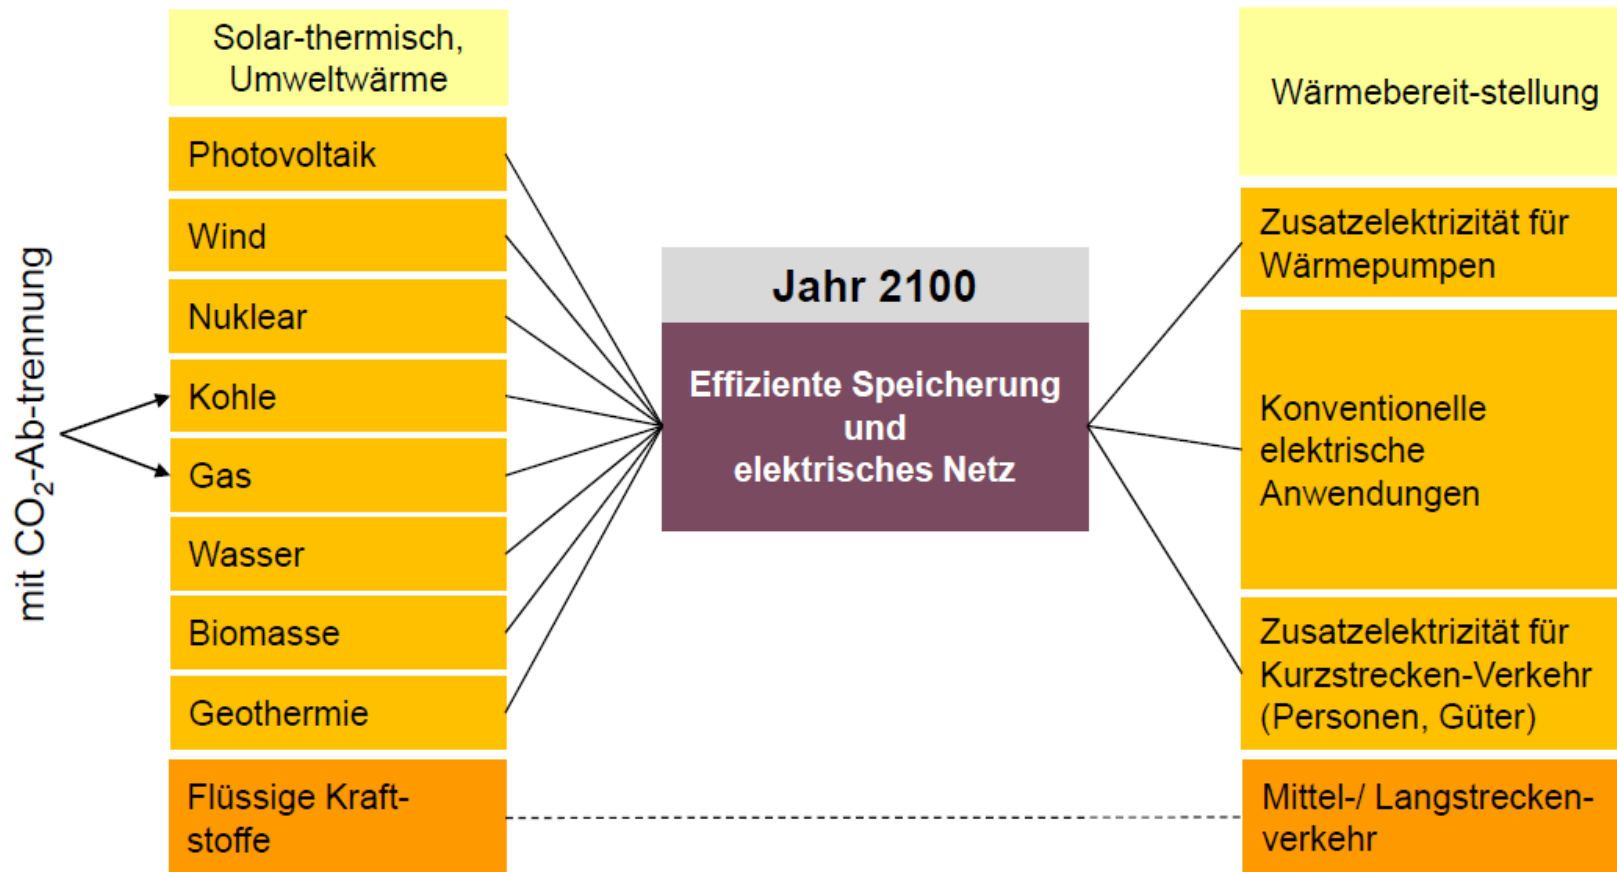 mit CO₂-Ab-trennung
Solar-thermisch,
Umweltwärme
Photovoltaik
Wind
Nuklear
Kohle
Gas
Wasser
Biomasse
Geothermie
Flüssige Kraft-
stoffe
Jahr 2100
Effiziente Speicherung
und
elektrisches Netz
Wärmebereit-stellung
Zusatzelektrizität für
Wärmepumpen
Konventionelle
elektrische
Anwendungen
Zusatzelektrizität für
Kurzstrecken-Verkehr
(Personen, Güter)
Mittel-/ Langstrecken-
verkehr